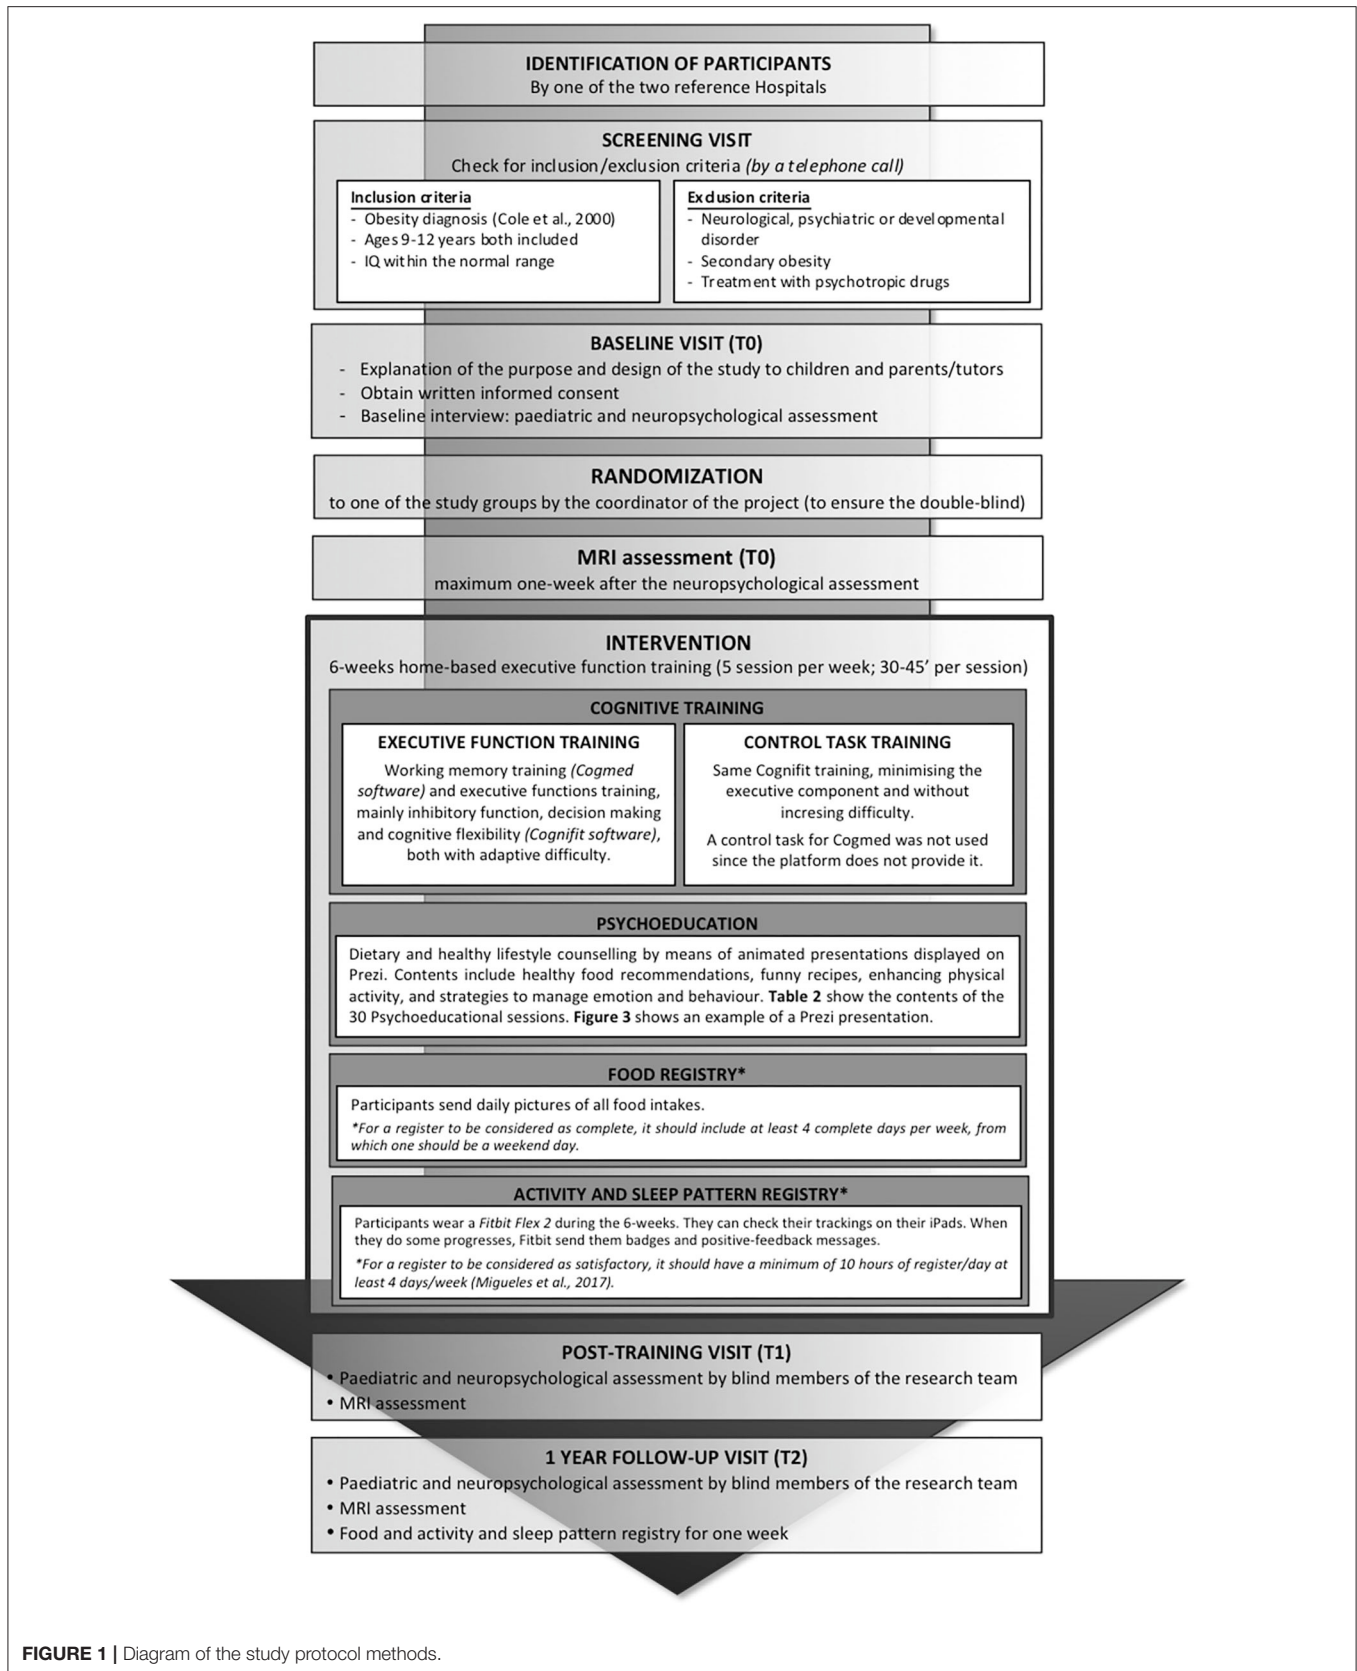 IDENTIFICATION OF PARTICIPANTS
By one of the two reference Hospitals
SCREENING VISIT
Check for inclusion/exclusion criteria (by a telephone call)
Inclusion criteria
- Obesity diagnosis (Cole et al., 2000)
- Ages 9-12 years both included
- IQ within the normal range
Exclusion criteria
- Neurological, psychiatric or developmental
disorder
- Secondary obesity
- Treatment with psychotropic drugs
BASELINE VISIT (T0)
- Explanation of the purpose and design of the study to children and parents/tutors
- Obtain written informed consent
- Baseline interview: paediatric and neuropsychological assessment
RANDOMIZATION
to one of the study groups by the coordinator of the project (to ensure the double-blind)
MRI assessment (T0)
maximum one-week after the neuropsychological assessment
INTERVENTION
6-weeks home-based executive function training (5 session per week; 30-45’ per session)
COGNITIVE TRAINING
EXECUTIVE FUNCTION TRAINING
Working memory training (Cogmed
software) and executive functions training,
mainly inhibitory function, decision making
and cognitive flexibility (Cognifit software),
both with adaptive difficulty.
CONTROL TASK TRAINING
Same Cognifit training, minimising the
executive component and without
incresing difficulty.
A control task for Cogmed was not used
since the platform does not provide it.
PSYCHOEDUCATION
Dietary and healthy lifestyle counselling by means of animated presentations displayed on
Prezi. Contents include healthy food recommendations, funny recipes, enhancing physical
activity, and strategies to manage emotion and behaviour. Table 2 show the contents of the
30 Psychoeducational sessions. Figure 3 shows an example of a Prezi presentation.
FOOD REGISTRY*
Participants send daily pictures of all food intakes.
*For a register to be considered as complete, it should include at least 4 complete days per week, from
which one should be a weekend day.
ACTIVITY AND SLEEP PATTERN REGISTRY*
Participants wear a Fitbit Flex 2 during the 6-weeks. They can check their trackings on their iPads. When
they do some progresses, Fitbit send them badges and positive-feedback messages.
*For a register to be considered as satisfactory, it should have a minimum of 10 hours of register/day at
least 4 days/week (Migueles et al., 2017).
POST-TRAINING VISIT (T1)
• Paediatric and neuropsychological assessment by blind members of the research team
• MRI assessment
1 YEAR FOLLOW-UP VISIT (T2)
• Paediatric and neuropsychological assessment by blind members of the research team
• MRI assessment
• Food and activity and sleep pattern registry for one week
FIGURE 1 | Diagram of the study protocol methods.